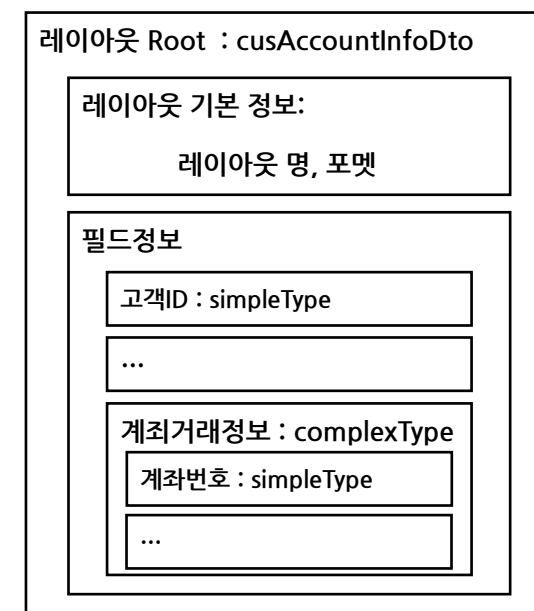 레이아웃 Root : cusAccountInfoDto
레이아웃 기본 정보:
레이아웃 명, 포멧
필드정보
고객ID : simpleType
...
계죄거래정보 : complexType
계좌번호 : simpleType
...